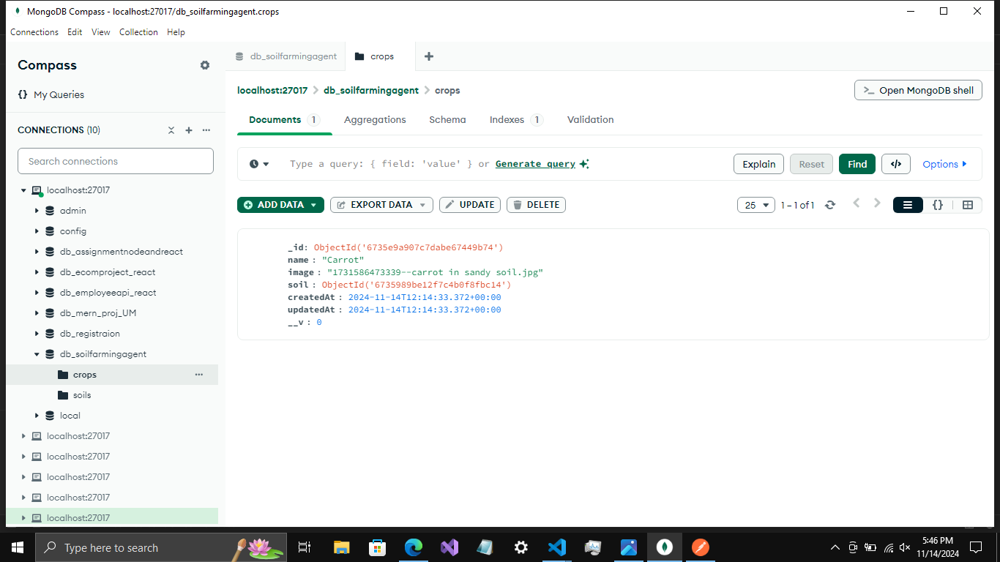 MongoDB Compass - localhost:27017/db_soilfarmingagent.crops
Connections Edit View Collection Help
Compass
{} My Queries
CONNECTIONS (10)
Search connections
localhost:27017
admin
config
db_assignmentnodeandreact
db_ecomproject_react
db_employeeapi_react
db_mern_proj_UM
db_registraion
db_soilfarmingagent
crops
soils
local
localhost:27017
localhost:27017
localhost:27017
localhost:27017
localhost:27017
db_soilfarmingagent crops
localhost:27017 > db_soilfarmingagent > crops
>_ Open MongoDB shell
Documents 1 Aggregations Schema Indexes 1 Validation
Type a query: { field: 'value' } or Generate query
Explain Reset Find </> Options
ADD DATA EXPORT DATA UPDATE DELETE
25 1 – 1 of 1 {}
_id: ObjectId('6735e9a907c7dabe67449b74')
name : "Carrot"
image : "1731586473339--carrot in sandy soil.jpg"
soil : ObjectId('6735989be12f7c4b0f8fbc14')
createdAt : 2024-11-14T12:14:33.372+00:00
updatedAt : 2024-11-14T12:14:33.372+00:00
__v : 0
Type here to search
5:46 PM
11/14/2024